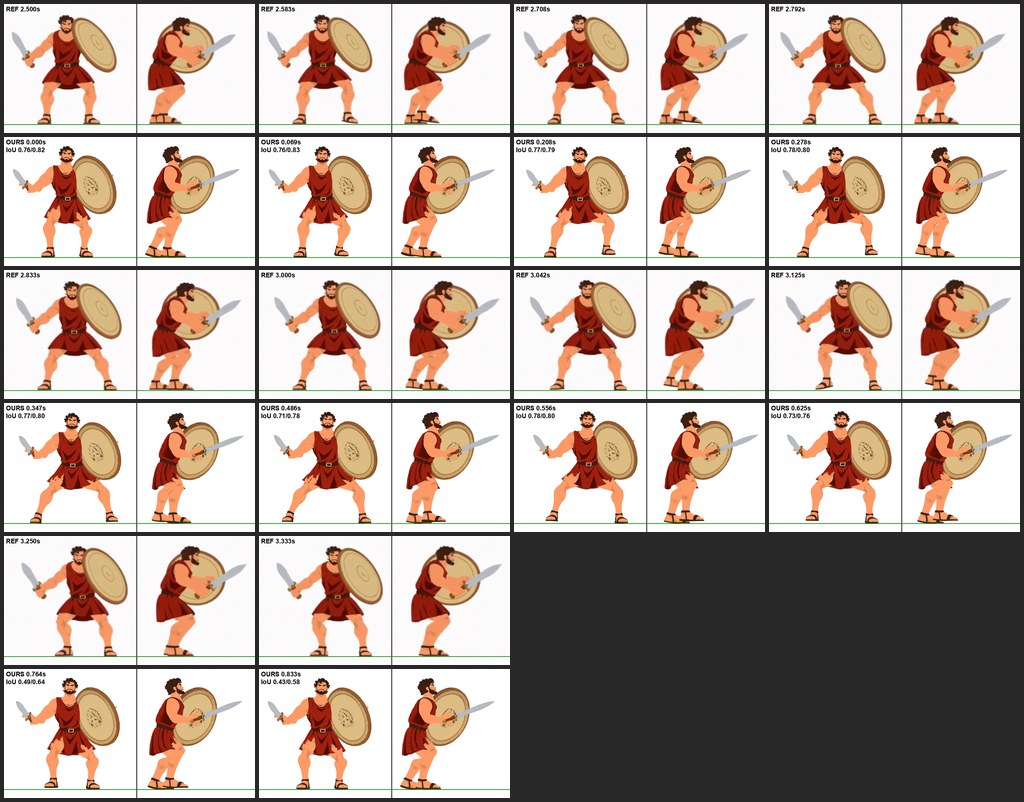 REF 2.500s
REF 2.583s
REF 2.708s
REF 2.792s
OURS 0.000s
IoU 0.76/0.82
OURS 0.069s
IoU 0.76/0.83
OURS 0.208s
IoU 0.77/0.79
OURS 0.278s
IoU 0.78/0.80
REF 2.833s
REF 3.000s
REF 3.042s
REF 3.125s
OURS 0.347s
IoU 0.77/0.80
OURS 0.486s
IoU 0.71/0.78
OURS 0.556s
IoU 0.78/0.80
OURS 0.625s
IoU 0.73/0.76
REF 3.250s
REF 3.333s
OURS 0.764s
IoU 0.49/0.64
OURS 0.833s
IoU 0.43/0.58